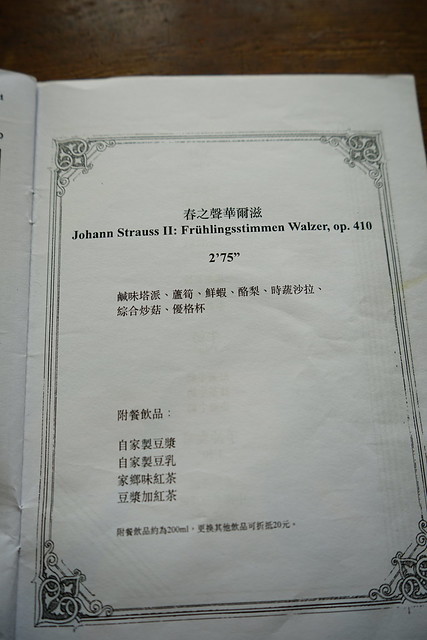 春之聲華爾滋
Johann Strauss II: Frühlingsstimmen Walzer, op. 410
2’75”
鹹味塔派、蘆筍、鮮蝦、酪梨、時蔬沙拉、
綜合炒菇、優格杯
附餐飲品：
自家製豆漿
自家製豆乳
家鄉味紅茶
豆漿加紅茶
附餐飲品約為200ml，更換其他飲品可折抵20元。